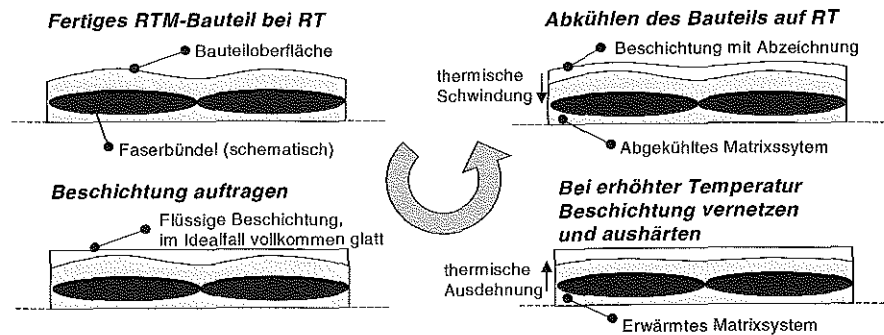 Fertiges RTM-Bauteil bei RT
Bauteiloberfläche
Faserbündel (schematisch)
Beschichtung auftragen
Flüssige Beschichtung,
im Idealfall vollkommen glatt
Bei erhöhter Temperatur
Beschichtung vernetzen
und aushärten
thermische
Ausdehnung
Erwärmtes Matrixsystem
Abkühlen des Bauteils auf RT
Beschichtung mit Abzeichnung
thermische
Schwindung
Abgekühltes Matrixssytem